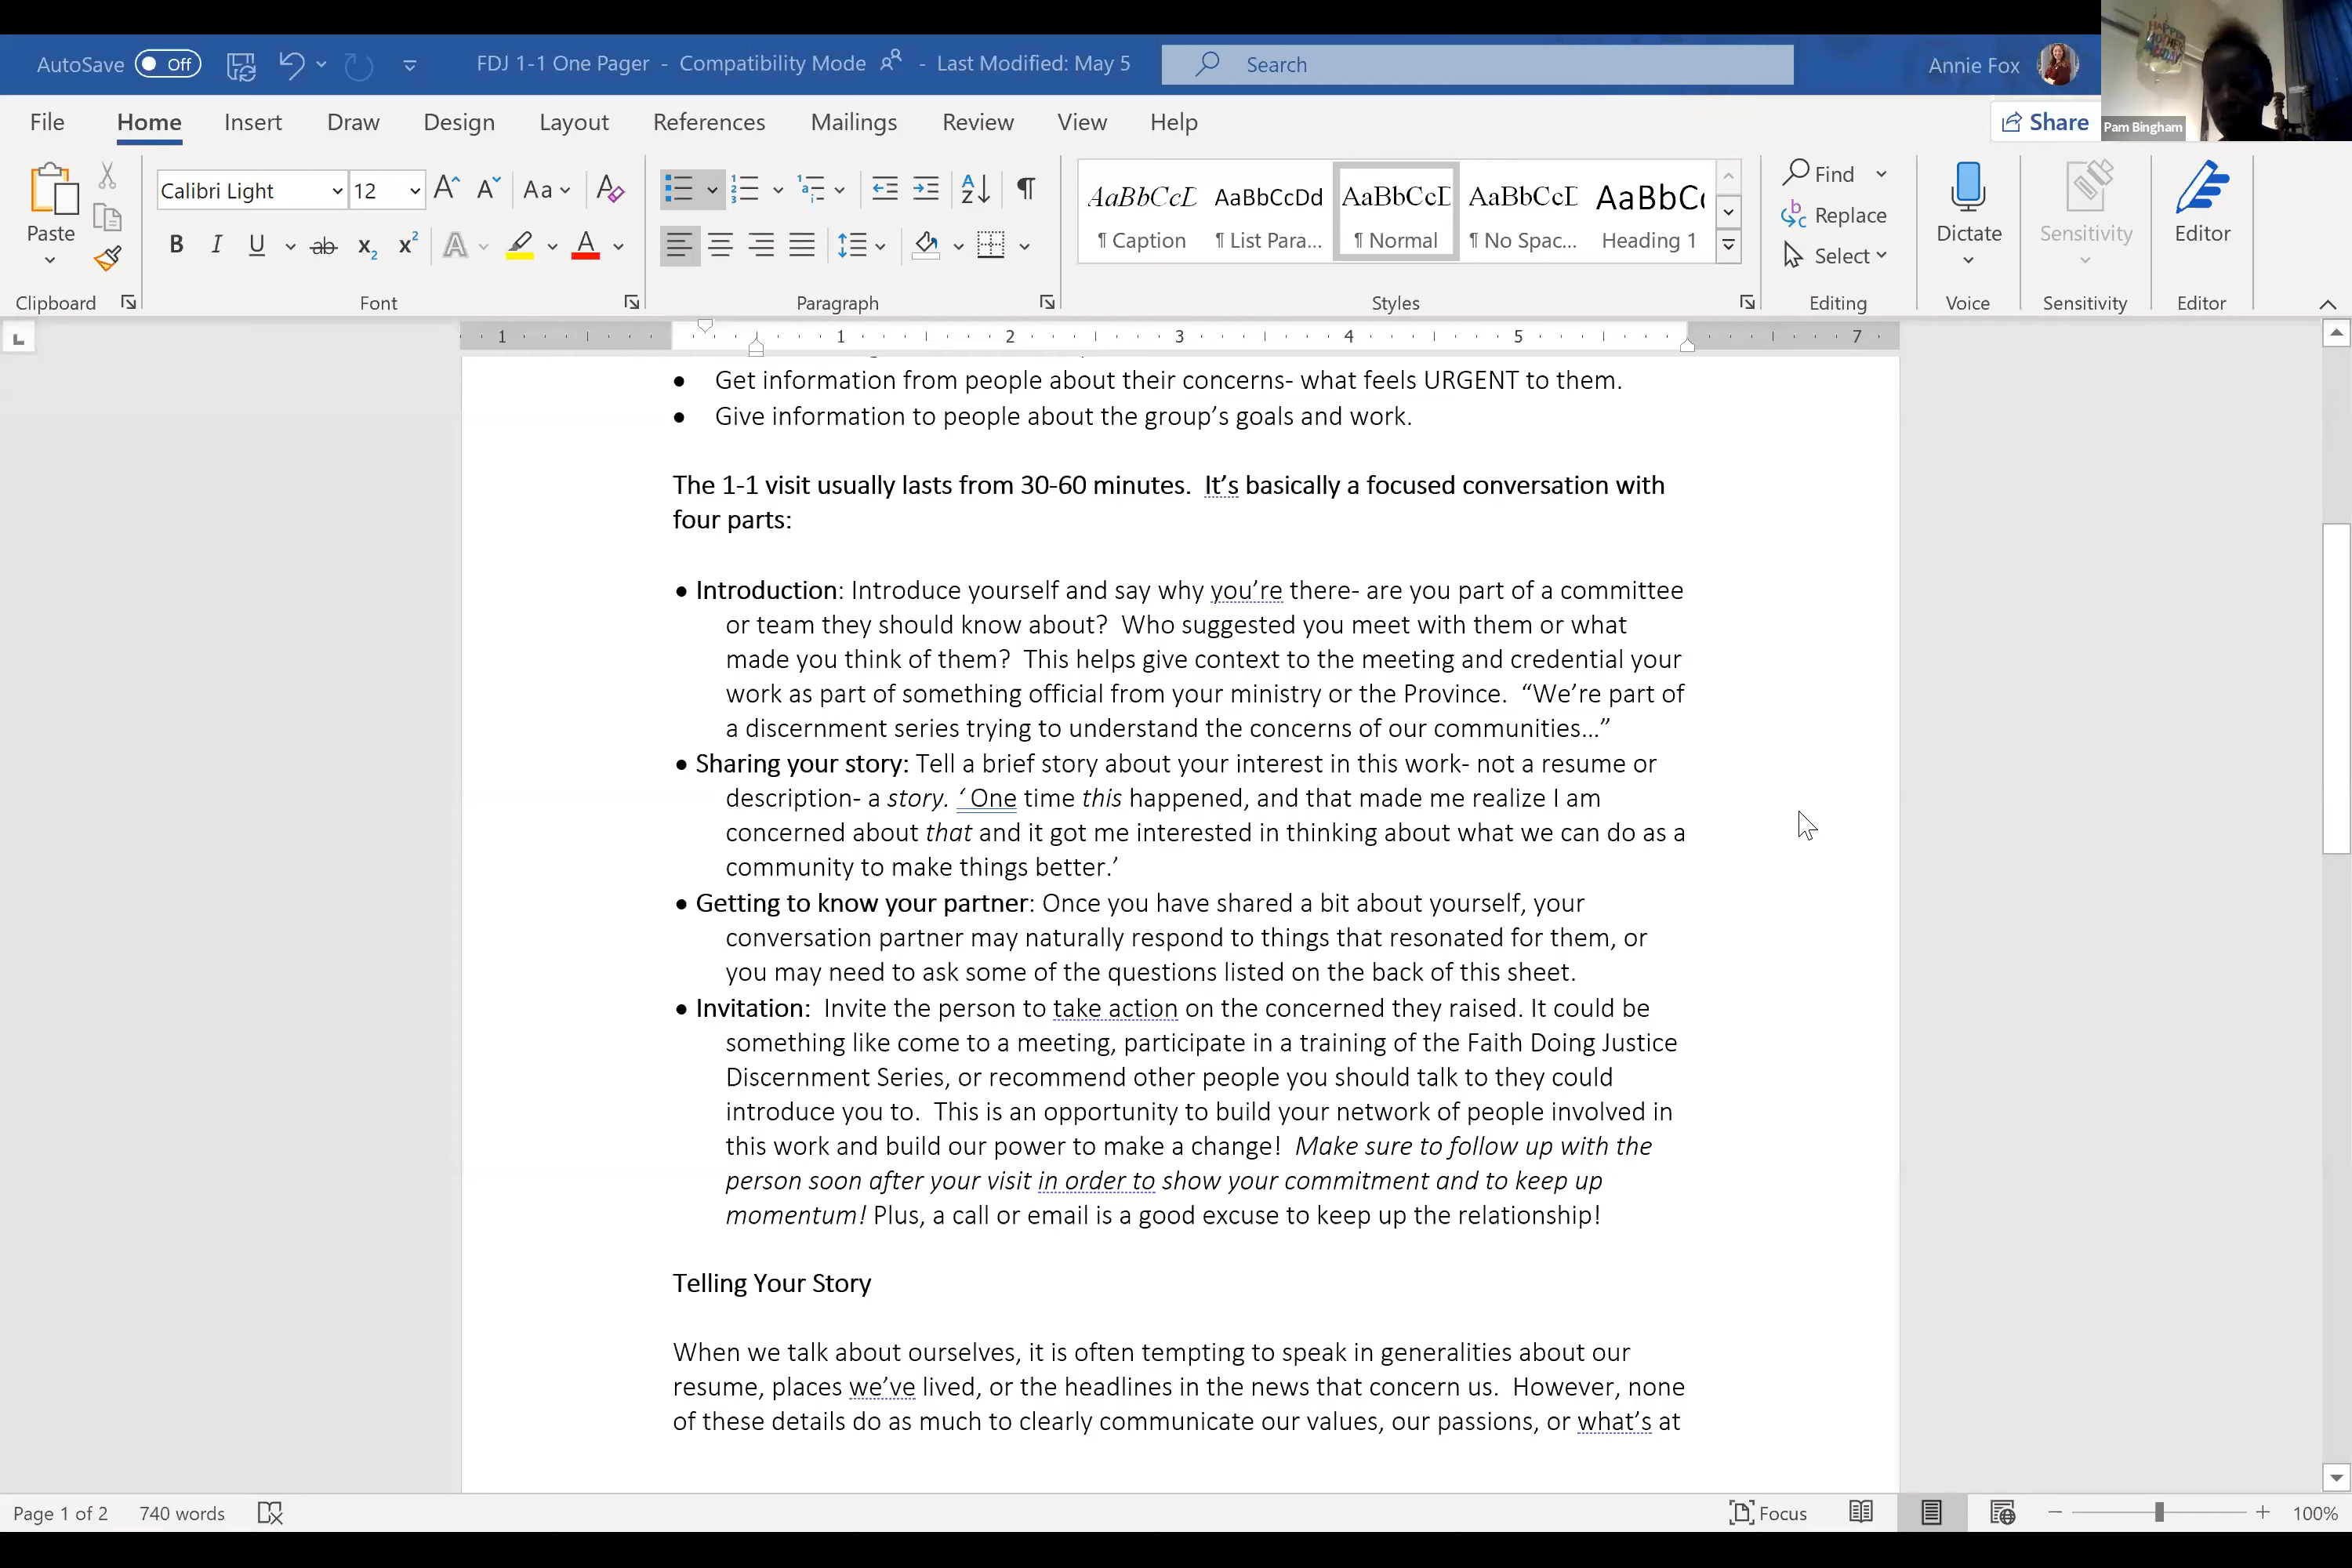 AutoSave Off FDJ 1-1 One Pager - Compatibility Mode - Last Modified: May 5 Search Annie Fox
File Home Insert Draw Design Layout References Mailings Review View Help Share Pam Bingham
Calibri Light 12 Aa AaBbCcD AaBbCcDd AaBbCcD AaBbCcD AaBbCc Find
Paste Replace Dictate Sensitivity Editor
B I U ab x2 x2 A A ¶ Caption ¶ List Para... ¶ Normal ¶ No Spac... Heading 1 Select
Clipboard Font Paragraph Styles Editing Voice Sensitivity Editor
1 1 2 3 4 5 7
● Get information from people about their concerns- what feels URGENT to them.
● Give information to people about the group’s goals and work.
The 1-1 visit usually lasts from 30-60 minutes.  It’s basically a focused conversation with
four parts:
● Introduction: Introduce yourself and say why you’re there- are you part of a committee
or team they should know about?  Who suggested you meet with them or what
made you think of them?  This helps give context to the meeting and credential your
work as part of something official from your ministry or the Province.  “We’re part of
a discernment series trying to understand the concerns of our communities…”
● Sharing your story: Tell a brief story about your interest in this work- not a resume or
description- a story. ‘ One time this happened, and that made me realize I am
concerned about that and it got me interested in thinking about what we can do as a
community to make things better.’
● Getting to know your partner: Once you have shared a bit about yourself, your
conversation partner may naturally respond to things that resonated for them, or
you may need to ask some of the questions listed on the back of this sheet.
● Invitation:  Invite the person to take action on the concerned they raised. It could be
something like come to a meeting, participate in a training of the Faith Doing Justice
Discernment Series, or recommend other people you should talk to they could
introduce you to.  This is an opportunity to build your network of people involved in
this work and build our power to make a change!  Make sure to follow up with the
person soon after your visit in order to show your commitment and to keep up
momentum! Plus, a call or email is a good excuse to keep up the relationship!
Telling Your Story
When we talk about ourselves, it is often tempting to speak in generalities about our
resume, places we’ve lived, or the headlines in the news that concern us.  However, none
of these details do as much to clearly communicate our values, our passions, or what’s at
Page 1 of 2 740 words Focus 100%